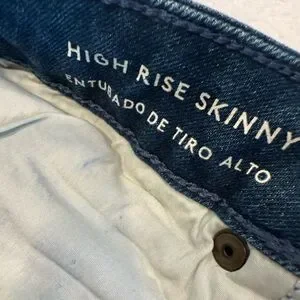 HIGH RISE SKINNY
ENTUBADO DE TIRO ALTO